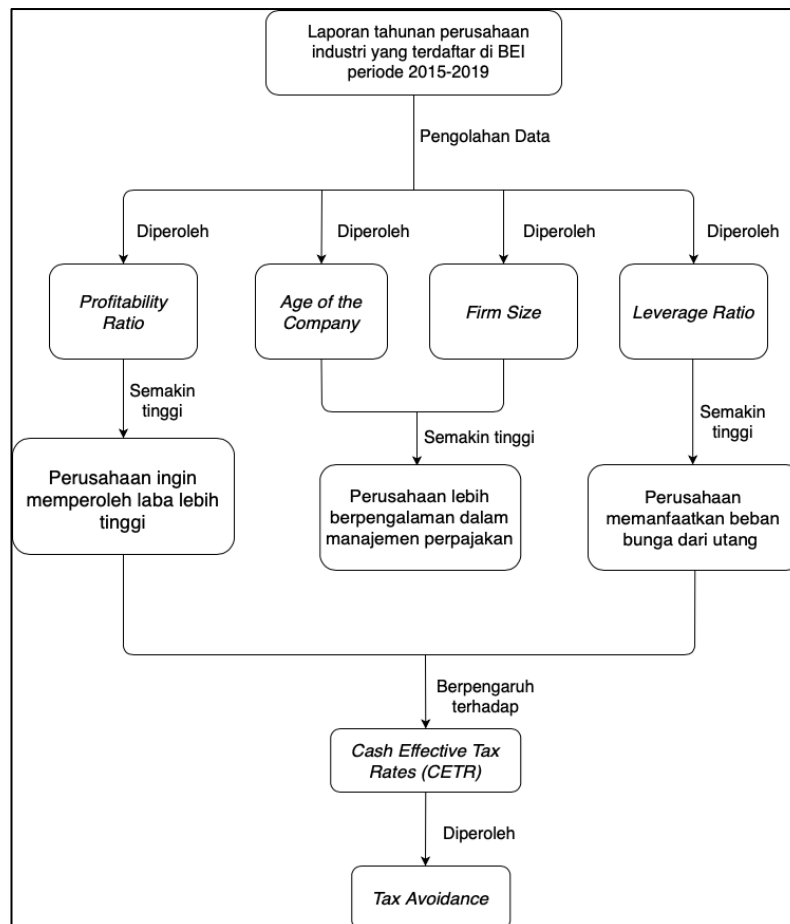 Laporan tahunan perusahaan
industri yang terdaftar di BEI
periode 2015-2019
Pengolahan Data
Diperoleh
Diperoleh
Diperoleh
Diperoleh
Profitability
Ratio
Age of the
Company
Firm Size
Leverage Ratio
Semakin
tinggi
Semakin tinggi
Semakin
tinggi
Perusahaan ingin
memperoleh laba lebih
tinggi
Perusahaan lebih
berpengalaman dalam
manajemen perpajakan
Perusahaan
memanfaatkan beban
bunga dari utang
Berpengaruh
terhadap
Cash Effective Tax
Rates (CETR)
Diperoleh
Tax Avoidance